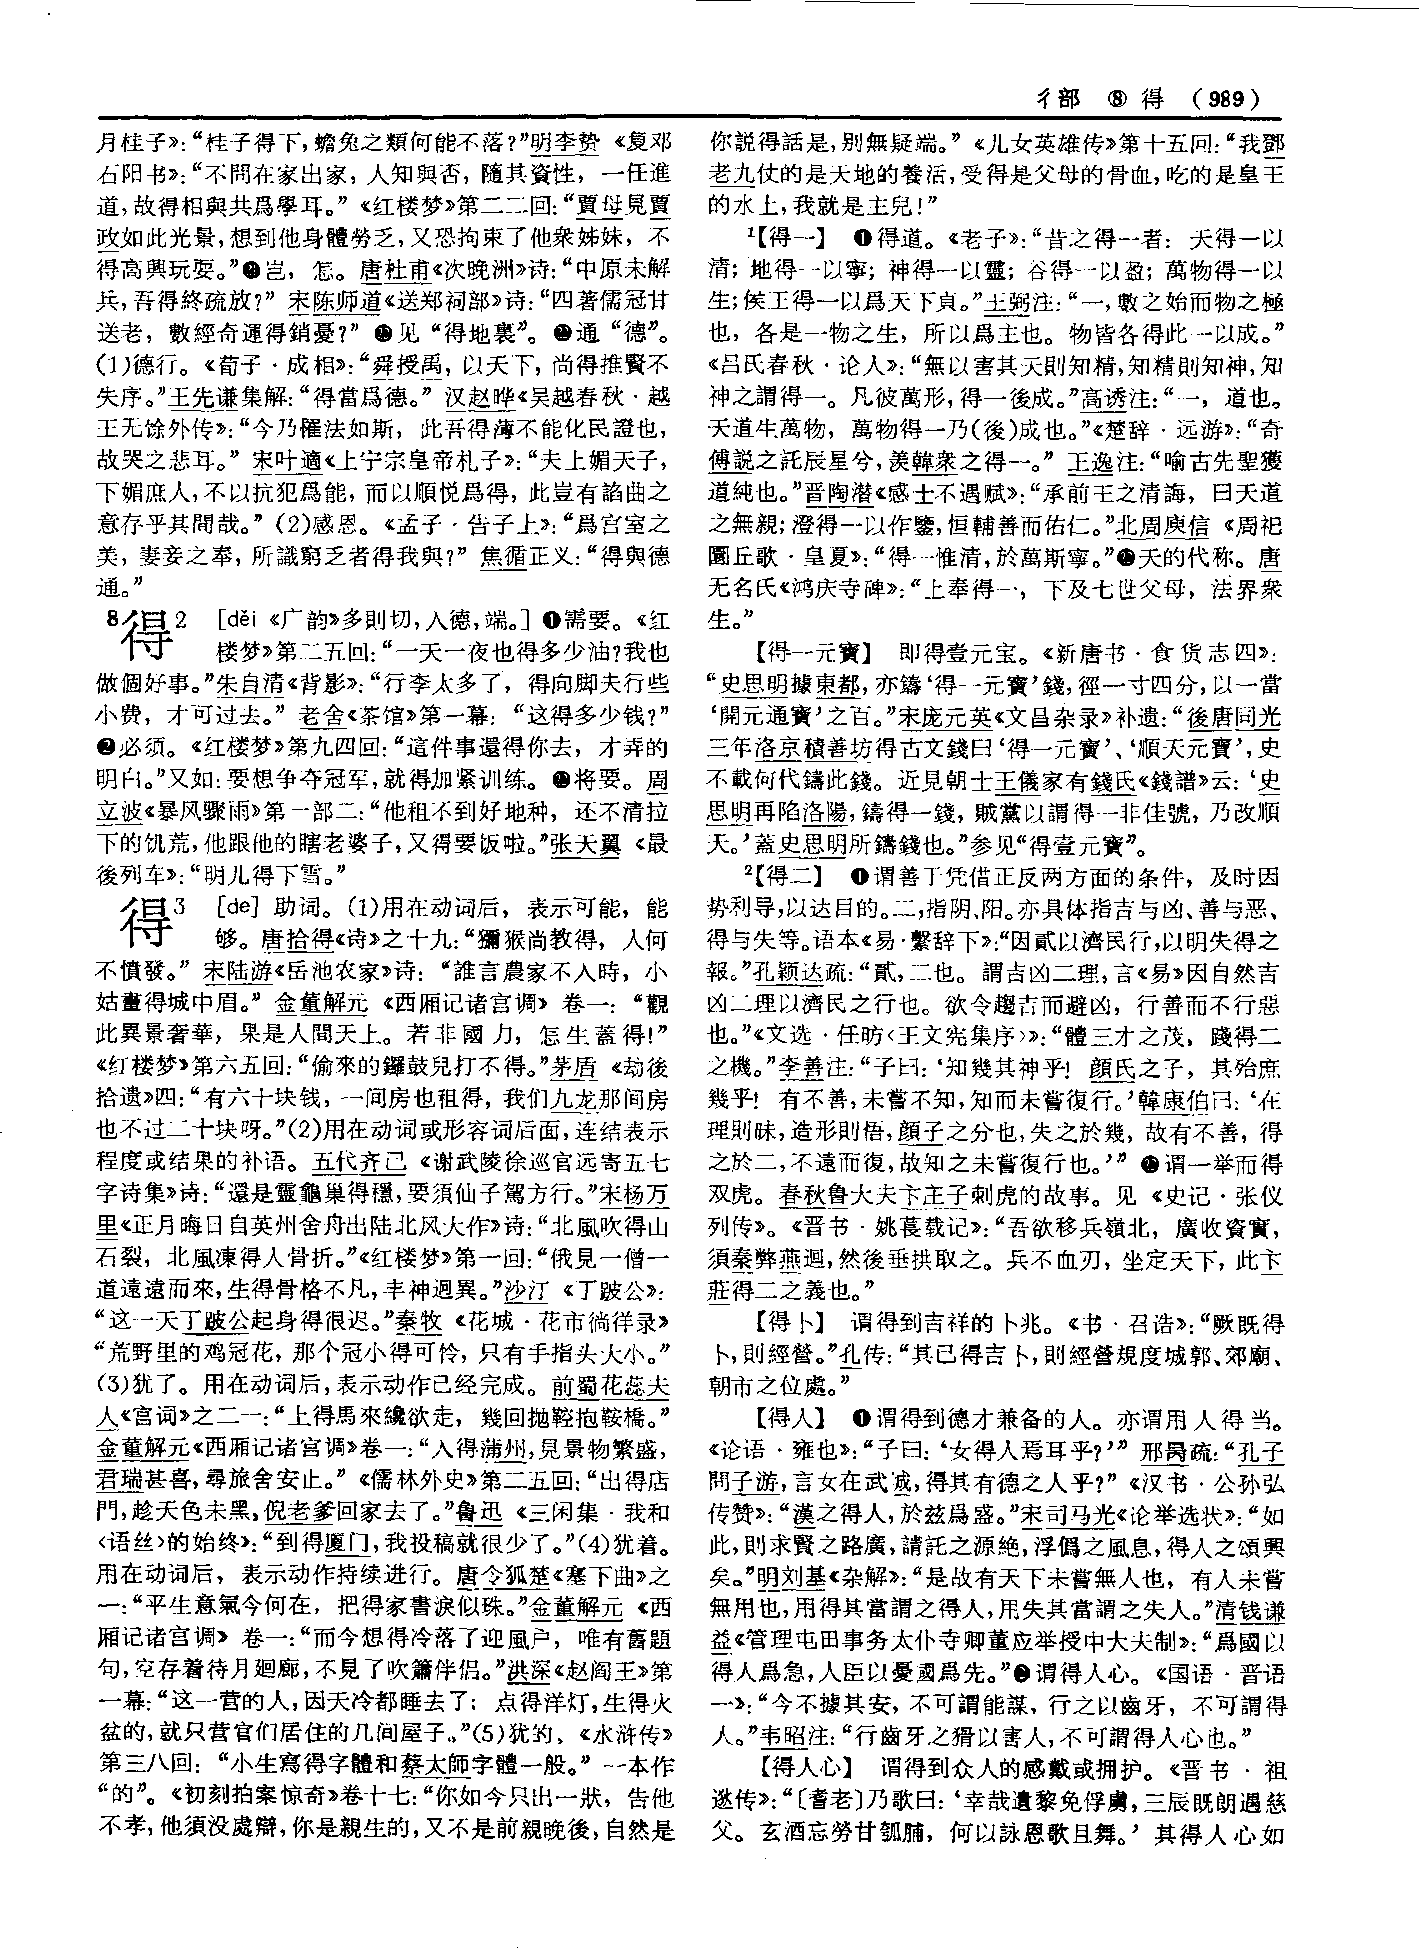 彳部 ⑧ 得 （989）
月桂子》：“桂子得下，蟾兔之類何能不落？”明李贽《复邓
石阳书》：“不問在家出家，人知與否，隨其資性，一任進
道，故得相與共爲學耳。”《红楼梦》第二二回：“賈母見賈
政如此光景，想到他身體勞乏，又恐拘束了他衆姊妹，不
得高興玩耍。”㉑岂，怎。唐杜甫《次晚洲》诗：“中原未解
兵，吾得終疏放？”宋陈师道《送郑祠部》诗：“四著儒冠甘
送老，數經奇運得銷憂？”㉒见“得地裏”。㉓通“德”。
(1)德行。《荀子·成相》：“舜授禹，以天下，尚得推賢不
失序。”王先谦集解：“得當爲德。”汉赵晔《吴越春秋·越
王无馀外传》：“今乃罹法如斯，此吾得薄不能化民證也，
故哭之悲耳。”宋叶適《上宁宗皇帝札子》：“夫上媚天子，
下媚庶人，不以抗犯爲能，而以順悦爲得，此豈有諂曲之
意存乎其間哉。”(2)感恩。《孟子·告子上》：“爲宫室之
美，妻妾之奉，所識窮乏者得我與？”焦循正义：“得與德
通。”
8得2 ［děi《广韵》多則切，入德，端。］❶需要。《红
楼梦》第二五回：“一天一夜也得多少油？我也
做個好事。”朱自清《背影》：“行李太多了，得向脚夫行些
小费，才可过去。”老舍《茶馆》第一幕：“这得多少钱？”
❷必须。《红楼梦》第九四回：“這件事還得你去，才弄的
明白。”又如：要想争夺冠军，就得加紧训练。❸将要。周
立波《暴风骤雨》第一部二：“他租不到好地种，还不清拉
下的饥荒，他跟他的瞎老婆子，又得要饭啦。”张天翼《最
後列车》：“明儿得下雪。”
得3 ［de］助词。(1)用在动词后，表示可能，能
够。唐拾得《诗》之十九：“獼猴尚教得，人何
不憤發。”宋陆游《岳池农家》诗：“誰言農家不入時，小
姑畫得城中眉。”金董解元《西厢记诸宫调》卷一：“觀
此異景奢華，果是人間天上。若非國力，怎生蓋得！”
《红楼梦》第六五回：“偷來的鑼鼓兒打不得。”茅盾《劫後
拾遗》四：“有六十块钱，一间房也租得，我们九龙那间房
也不过二十块呀。”(2)用在动词或形容词后面，连结表示
程度或结果的补语。五代齐己《谢武陵徐巡官远寄五七
字诗集》诗：“還是靈龜巢得穩，要須仙子駕方行。”宋杨万
里《正月晦日自英州舍舟出陆北风大作》诗：“北風吹得山
石裂，北風凍得人骨折。”《红楼梦》第一回：“俄見一僧一
道遠遠而來，生得骨格不凡，丰神迥異。”沙汀《丁跛公》：
“这一天丁跛公起身得很迟。”秦牧《花城·花市徜徉录》
“荒野里的鸡冠花，那个冠小得可怜，只有手指头大小。”
(3)犹了。用在动词后，表示动作已经完成。前蜀花蕊夫
人《宫词》之二一：“上得馬來纔欲走，幾回抛鞚抱鞍橋。”
金董解元《西厢记诸宫调》卷一：“入得蒲州，見景物繁盛，
君瑞甚喜，尋旅舍安止。”《儒林外史》第二五回：“出得店
門，趁天色未黑，倪老爹回家去了。”鲁迅《三闲集·我和
〈语丝〉的始终》：“到得厦门，我投稿就很少了。”(4)犹着。
用在动词后，表示动作持续进行。唐令狐楚《塞下曲》之
一：“平生意氣今何在，把得家書淚似珠。”金董解元《西
厢记诸宫调》卷一：“而今想得冷落了迎風户，唯有舊題
句，空存着待月迴廊，不見了吹簫伴侣。”洪深《赵阎王》第
一幕：“这一营的人，因天冷都睡去了；点得洋灯，生得火
盆的，就只营官们居住的几间屋子。”(5)犹的。《水浒传》
第三八回：“小生寫得字體和蔡太師字體一般。”一本作
“的”。《初刻拍案惊奇》卷十七：“你如今只出一狀，告他
不孝，他須没處辯，你是親生的，又不是前親晚後，自然是
你説得話是，别無疑端。”《儿女英雄传》第十五回：“我鄧
老九仗的是天地的養活，受得是父母的骨血，吃的是皇王
的水土，我就是主兒！”
1【得一】 ❶得道。《老子》：“昔之得一者：天得一以
清；地得一以寧；神得一以靈；谷得一以盈；萬物得一以
生；侯王得一以爲天下貞。”王弼注：“一，數之始而物之極
也，各是一物之生，所以爲主也。物皆各得此一以成。”
《吕氏春秋·论人》：“無以害其天則知精，知精則知神，知
神之謂得一。凡彼萬形，得一後成。”高诱注：“一，道也。
天道生萬物，萬物得一乃(後)成也。”《楚辞·远游》：“奇
傅説之託辰星兮，羡韓衆之得一。”王逸注：“喻古先聖獲
道純也。”晋陶潜《感士不遇赋》：“承前王之清誨，曰天道
之無親；澄得一以作鑒，恒輔善而佑仁。”北周庾信《周祀
圜丘歌·皇夏》：“得一惟清，於萬斯寧。”❷天的代称。唐
无名氏《鸿庆寺碑》：“上奉得一，下及七世父母，法界衆
生。”
【得一元寶】 即得壹元宝。《新唐书·食货志四》：
“史思明據東都，亦鑄‘得一元寶’錢，徑一寸四分，以一當
‘開元通寶’之百。”宋庞元英《文昌杂录》补遗：“後唐同光
三年洛京積善坊得古文錢曰‘得一元寶’、‘順天元寶’，史
不載何代鑄此錢。近見朝士王儀家有錢氏《錢譜》云：‘史
思明再陷洛陽，鑄得一錢，賊黨以謂得一非佳號，乃改順
天。’蓋史思明所鑄錢也。”参见“得壹元寶”。
2【得二】 ❶谓善于凭借正反两方面的条件，及时因
势利导，以达目的。二，指阴、阳。亦具体指吉与凶、善与恶、
得与失等。语本《易·繫辞下》：“因貳以濟民行，以明失得之
報。”孔颖达疏：“貳，二也。謂吉凶二理，言《易》因自然吉
凶二理以濟民之行也。欲令趨吉而避凶，行善而不行惡
也。”《文选·任昉〈王文宪集序〉》：“體三才之茂，踐得二
之機。”李善注：“子曰：‘知幾其神乎！顔氏之子，其殆庶
幾乎！有不善，未嘗不知，知而未嘗復行。’韓康伯曰：‘在
理則昧，造形則悟，顔子之分也，失之於幾，故有不善，得
之於二，不遠而復，故知之未嘗復行也。’”❷谓一举而得
双虎。春秋鲁大夫卞庄子刺虎的故事。见《史记·张仪
列传》。《晋书·姚萇载记》：“吾欲移兵嶺北，廣收資實，
須秦弊燕迴，然後垂拱取之。兵不血刃，坐定天下，此卞
莊得二之義也。”
【得卜】 谓得到吉祥的卜兆。《书·召诰》：“厥既得
卜，則經營。”孔传：“其已得吉卜，則經營規度城郭、郊廟、
朝市之位處。”
【得人】 ❶谓得到德才兼备的人。亦谓用人得当。
《论语·雍也》：“子曰：‘女得人焉耳乎？’”邢昺疏：“孔子
問子游，言女在武城，得其有德之人乎？”《汉书·公孙弘
传赞》：“漢之得人，於兹爲盛。”宋司马光《论举选状》：“如
此，則求賢之路廣，請託之源絶，浮僞之風息，得人之頌興
矣。”明刘基《杂解》：“是故有天下未嘗無人也，有人未嘗
無用也，用得其當謂之得人，用失其當謂之失人。”清钱谦
益《管理屯田事务太仆寺卿董应举授中大夫制》：“爲國以
得人爲急，人臣以憂國爲先。”❷谓得人心。《国语·晋语
一》：“今不據其安，不可謂能謀，行之以齒牙，不可謂得
人。”韦昭注：“行齒牙之猾以害人，不可謂得人心也。”
【得人心】 谓得到众人的感戴或拥护。《晋书·祖
逖传》：“〔耆老〕乃歌曰：‘幸哉遺黎免俘虜，三辰既朗遇慈
父。玄酒忘勞甘瓠脯，何以詠恩歌且舞。’其得人心如